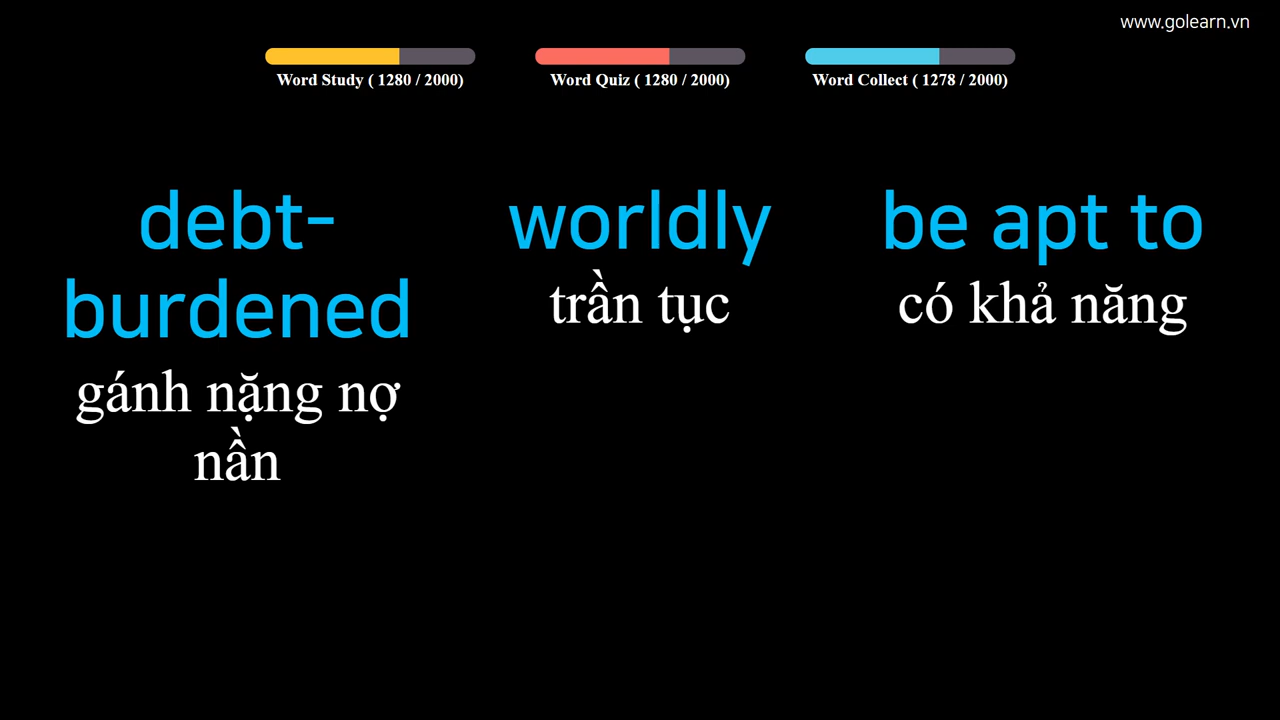 www.golearn.vn
Word Study ( 1280 / 2000)
Word Quiz ( 1280 / 2000)
Word Collect ( 1278 / 2000)
debt-
burdened
gánh nặng nợ
nần
worldly
trần tục
be apt to
có khả năng